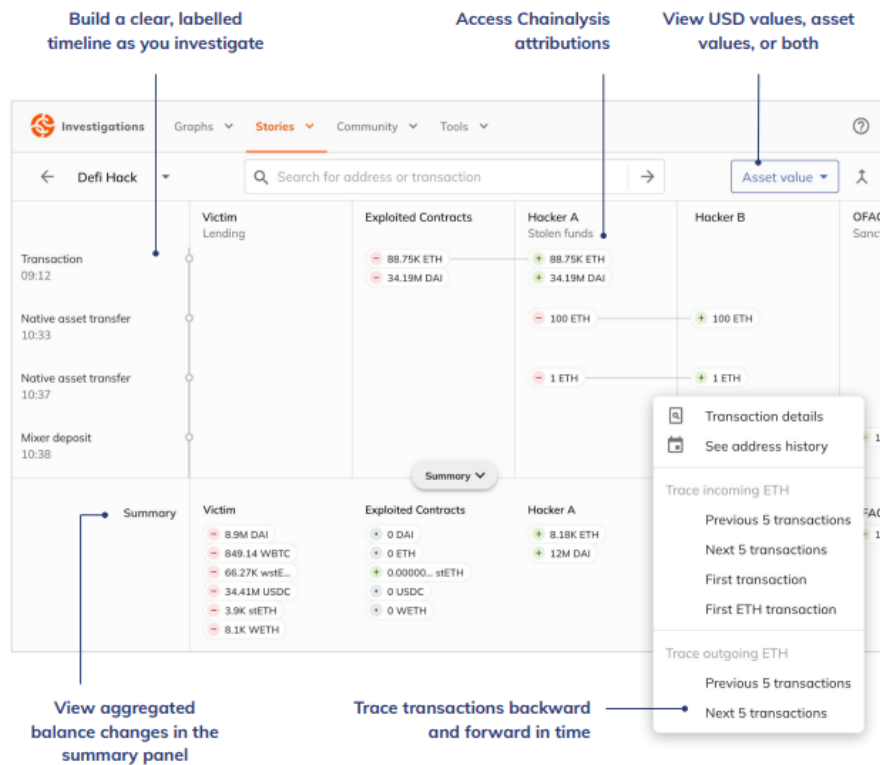 Build a clear, labelled
timeline as you investigate
Access Chainalysis
attributions
View USD values, asset
values, or both
Investigations Graphs Stories Community Tools
Defi Hack Search for address or transaction Asset value
Victim Exploited Contracts Hacker A Hacker B OFAC
Lending Stolen funds Sanc
Transaction − 88.75K ETH + 88.75K ETH
09:12 − 34.19M DAI + 34.19M DAI
Native asset transfer − 100 ETH + 100 ETH
10:33
Native asset transfer − 1 ETH + 1 ETH
10:37
Mixer deposit
10:38
Summary
Summary Victim Exploited Contracts Hacker A
− 8.9M DAI 0 DAI + 8.18K ETH
− 849.14 WBTC 0 ETH + 12M DAI
− 66.27K wstE... + 0.00000... stETH
− 34.41M USDC 0 USDC
− 3.9K stETH 0 WETH
− 8.1K WETH
Transaction details
See address history
Trace incoming ETH
Previous 5 transactions
Next 5 transactions
First transaction
First ETH transaction
Trace outgoing ETH
Previous 5 transactions
Next 5 transactions
View aggregated
balance changes in the
summary panel
Trace transactions backward
and forward in time